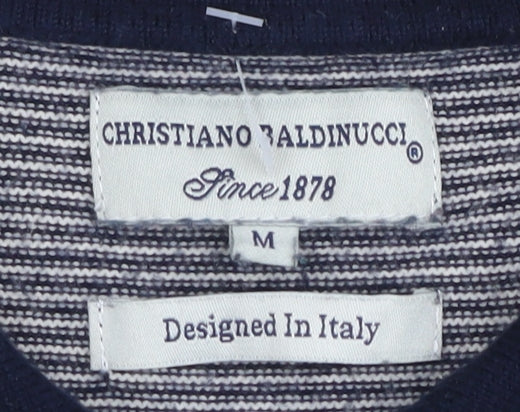 CHRISTIANO BALDINUCCI®
Since 1878
M
Designed In Italy